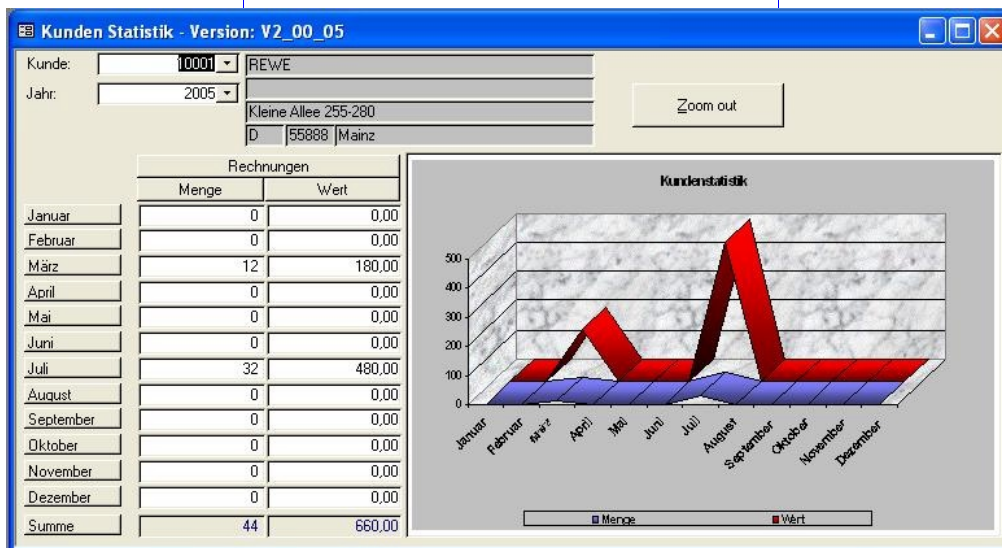 Kunden Statistik - Version: V2_00_05
Kunde: 10001 REWE
Jahr: 2005
Kleine Allee 255-280
D 55888 Mainz
Zoom out
Rechnungen
Menge Wert
Januar 0 0,00
Februar 0 0,00
März 12 180,00
April 0 0,00
Mai 0 0,00
Juni 0 0,00
Juli 32 480,00
August 0 0,00
September 0 0,00
Oktober 0 0,00
November 0 0,00
Dezember 0 0,00
Summe 44 660,00
Kundenstatistik
500
400
300
200
100
0
Januar Februar März April Mai Juni Juli August September Oktober November Dezember
Menge Wert